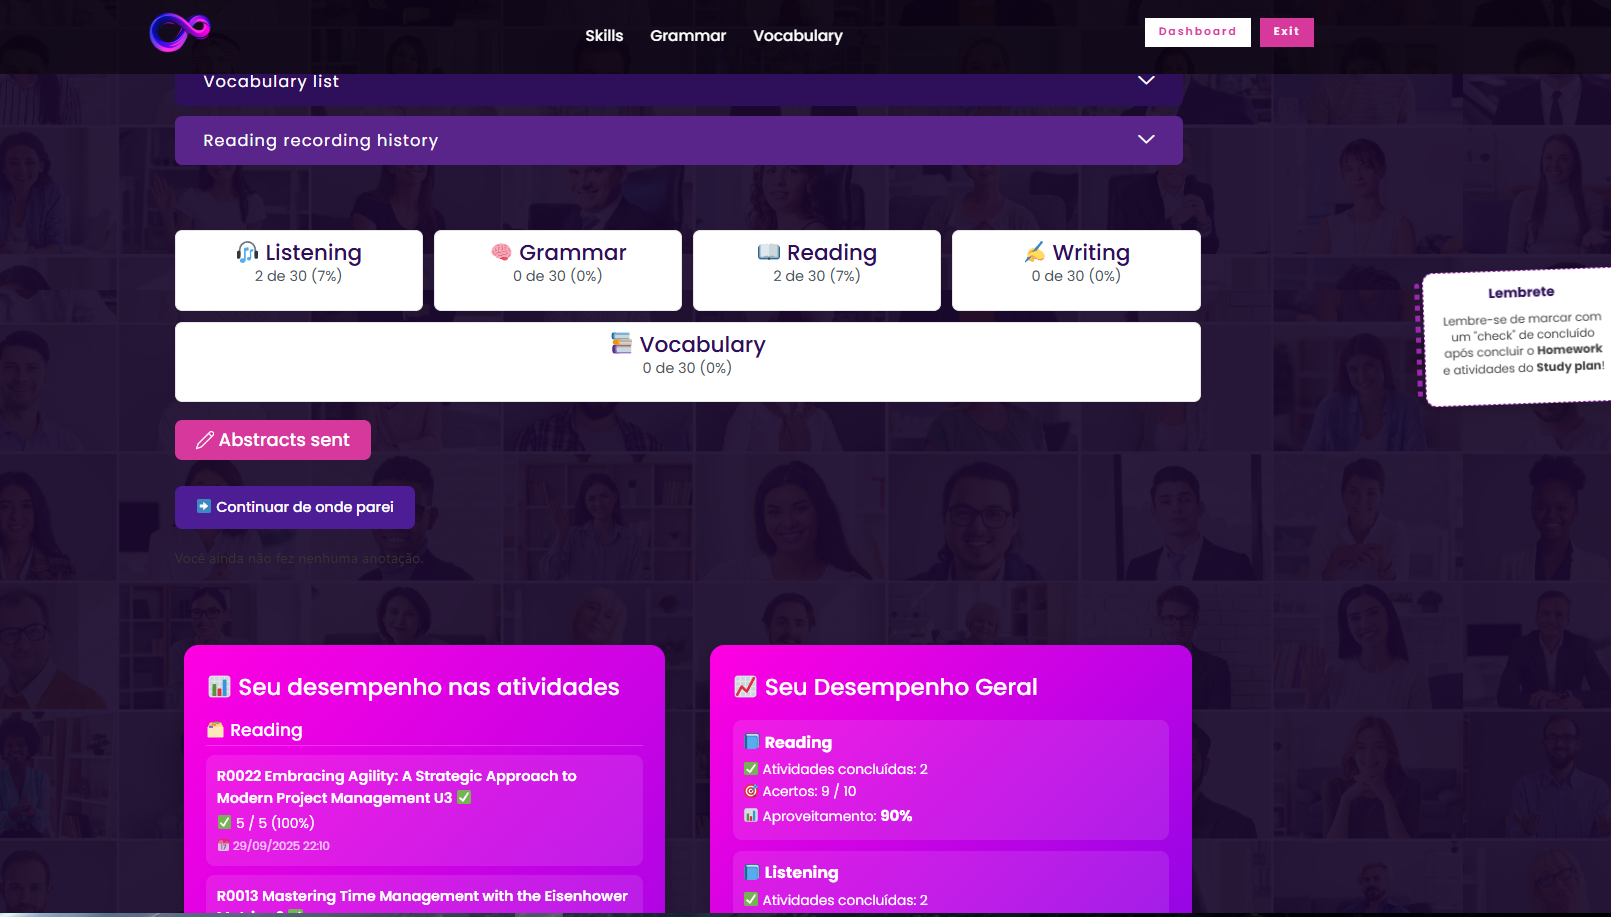 Skills Grammar Vocabulary Dashboard Exit
Vocabulary list
Reading recording history
🎧 Listening
2 de 30 (7%)
🧠 Grammar
0 de 30 (0%)
📖 Reading
2 de 30 (7%)
✍️ Writing
0 de 30 (0%)
📚 Vocabulary
0 de 30 (0%)
Lembrete
Lembre-se de marcar com
um "check" de concluído
após concluir o Homework
e atividades do Study plan!
Abstracts sent
➡️ Continuar de onde parei
Você ainda não fez nenhuma anotação.
📊 Seu desempenho nas atividades
🗂️ Reading
R0022 Embracing Agility: A Strategic Approach to
Modern Project Management U3 ✅
✅ 5 / 5 (100%)
📅 29/09/2025 22:10
R0013 Mastering Time Management with the Eisenhower
📈 Seu Desempenho Geral
📘 Reading
✅ Atividades concluídas: 2
🎯 Acertos: 9 / 10
📊 Aproveitamento: 90%
📘 Listening
✅ Atividades concluídas: 2